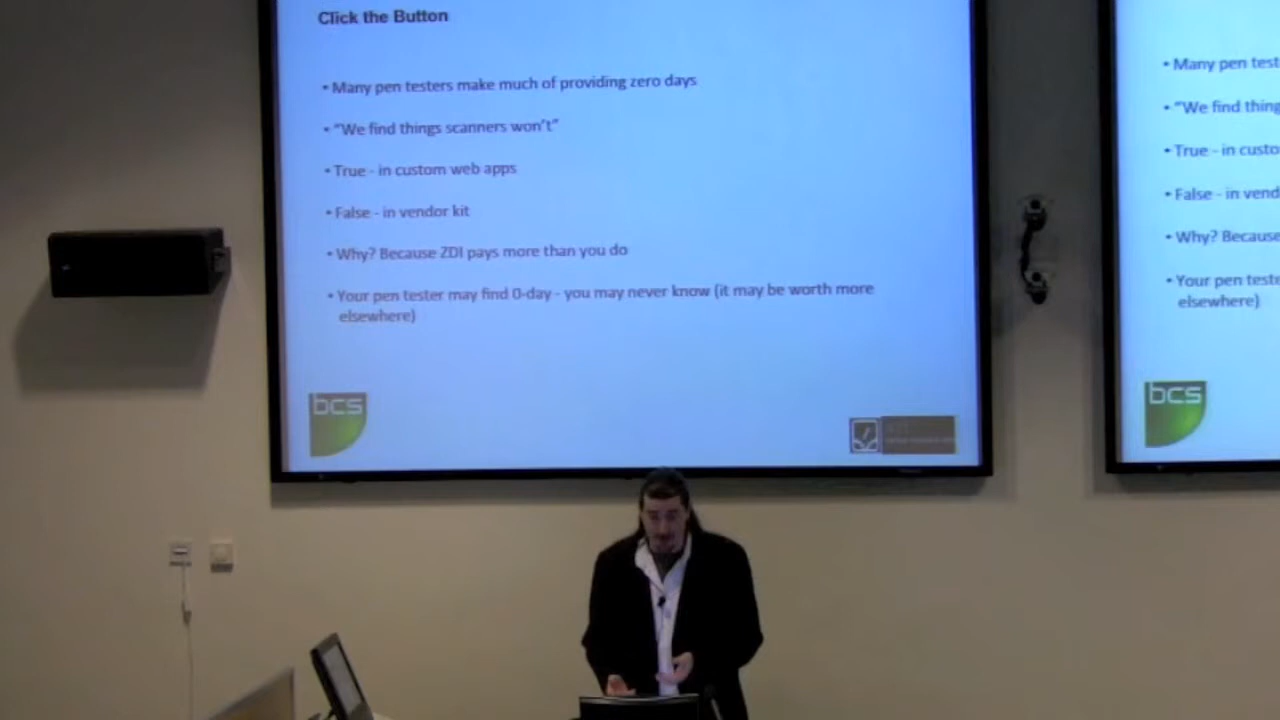 Click the Button
• Many pen testers make much of providing zero days
• "We find things scanners won't"
• True - in custom web apps
• False - in vendor kit
• Why? Because ZDI pays more than you do
• Your pen tester may find 0-day - you may never know (it may be worth more
elsewhere)
bcs
• Many pen test
• "We find thing
• True - in custo
• False - in vend
• Why? Because
• Your pen teste
elsewhere)
bcs